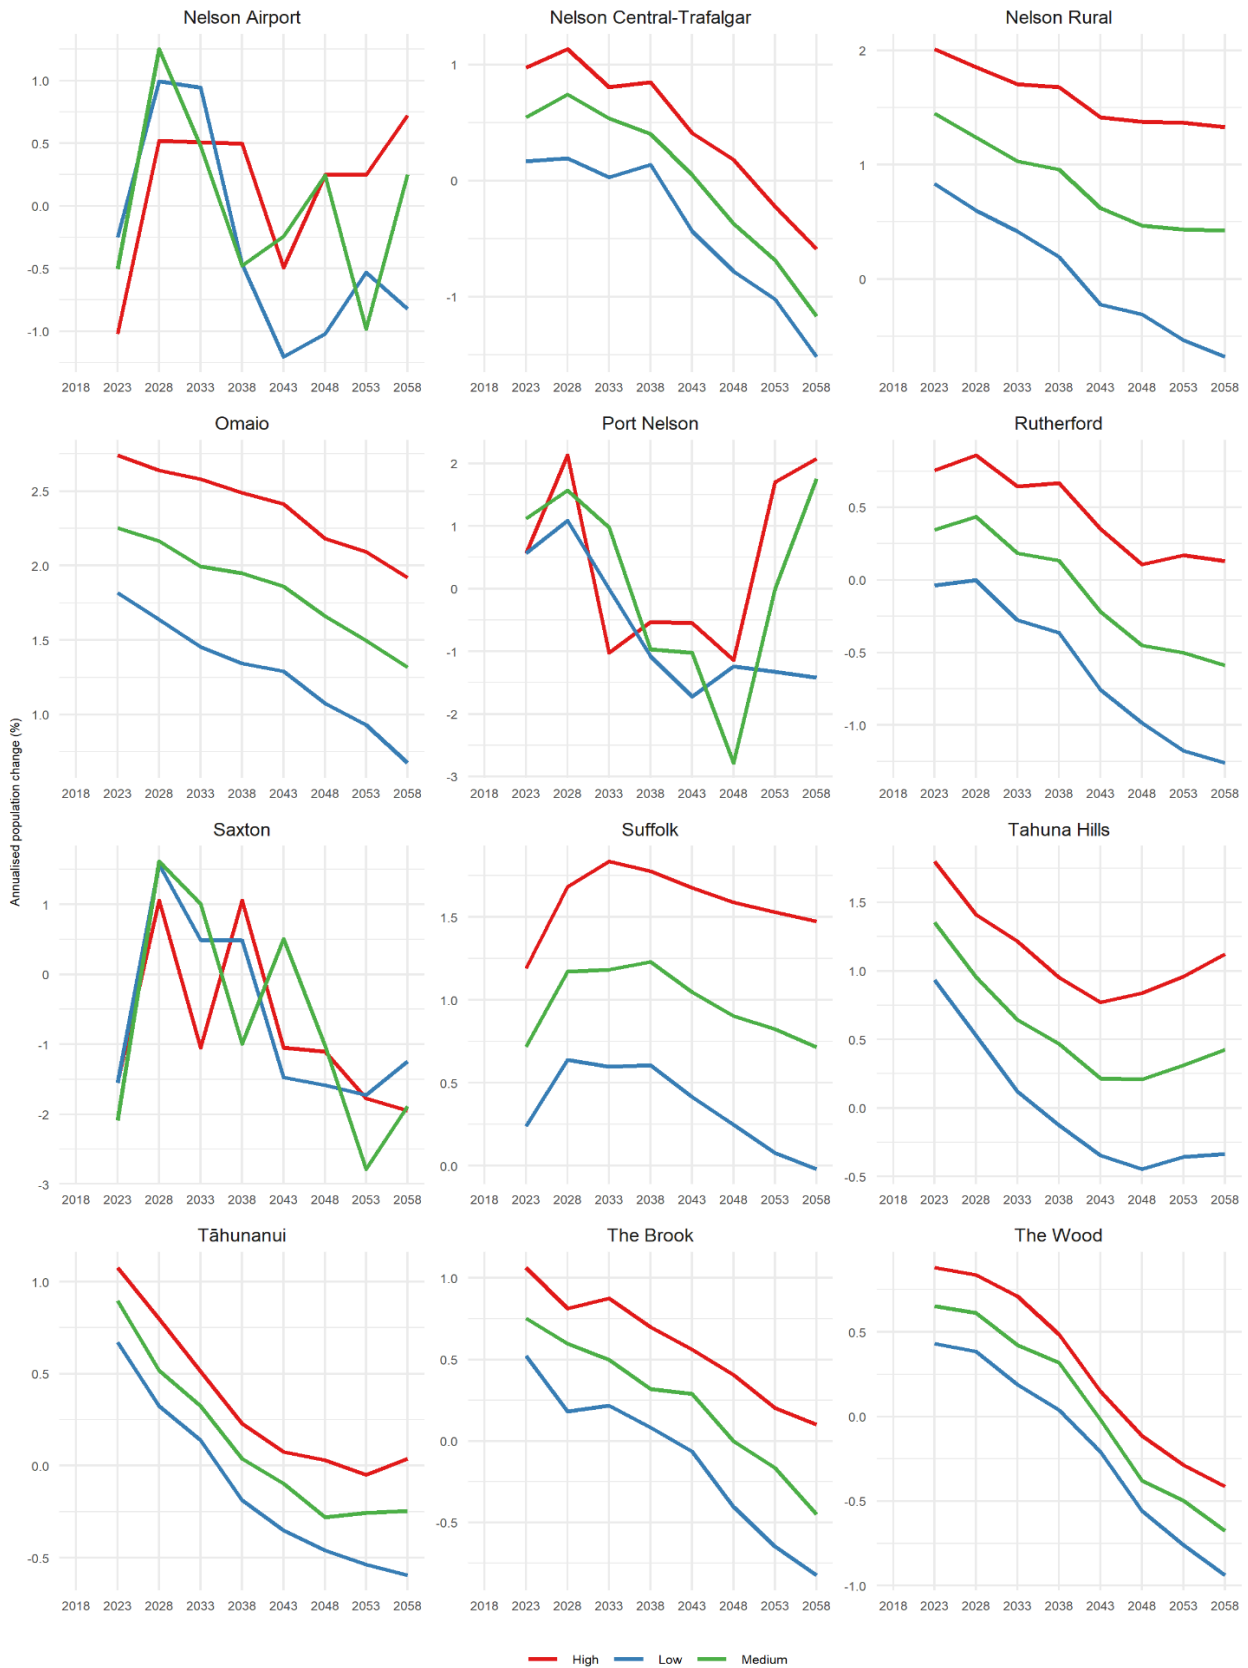 Nelson Airport
Nelson Central-Trafalgar
Nelson Rural
1.0
0.5
0.0
-0.5
-1.0
1
0
-1
2
1
0
2018 2023 2028 2033 2038 2043 2048 2053 2058
2018 2023 2028 2033 2038 2043 2048 2053 2058
2018 2023 2028 2033 2038 2043 2048 2053 2058
Omaio
Port Nelson
Rutherford
2.5
2.0
1.5
1.0
2
1
0
-1
-2
-3
0.5
0.0
-0.5
-1.0
2018 2023 2028 2033 2038 2043 2048 2053 2058
2018 2023 2028 2033 2038 2043 2048 2053 2058
2018 2023 2028 2033 2038 2043 2048 2053 2058
Annualised population change (%)
Saxton
Suffolk
Tahuna Hills
1
0
-1
-2
-3
1.5
1.0
0.5
0.0
1.5
1.0
0.5
0.0
-0.5
2018 2023 2028 2033 2038 2043 2048 2053 2058
2018 2023 2028 2033 2038 2043 2048 2053 2058
2018 2023 2028 2033 2038 2043 2048 2053 2058
Tāhunanui
The Brook
The Wood
1.0
0.5
0.0
-0.5
1.0
0.5
0.0
-0.5
0.5
0.0
-0.5
-1.0
2018 2023 2028 2033 2038 2043 2048 2053 2058
2018 2023 2028 2033 2038 2043 2048 2053 2058
2018 2023 2028 2033 2038 2043 2048 2053 2058
High Low Medium